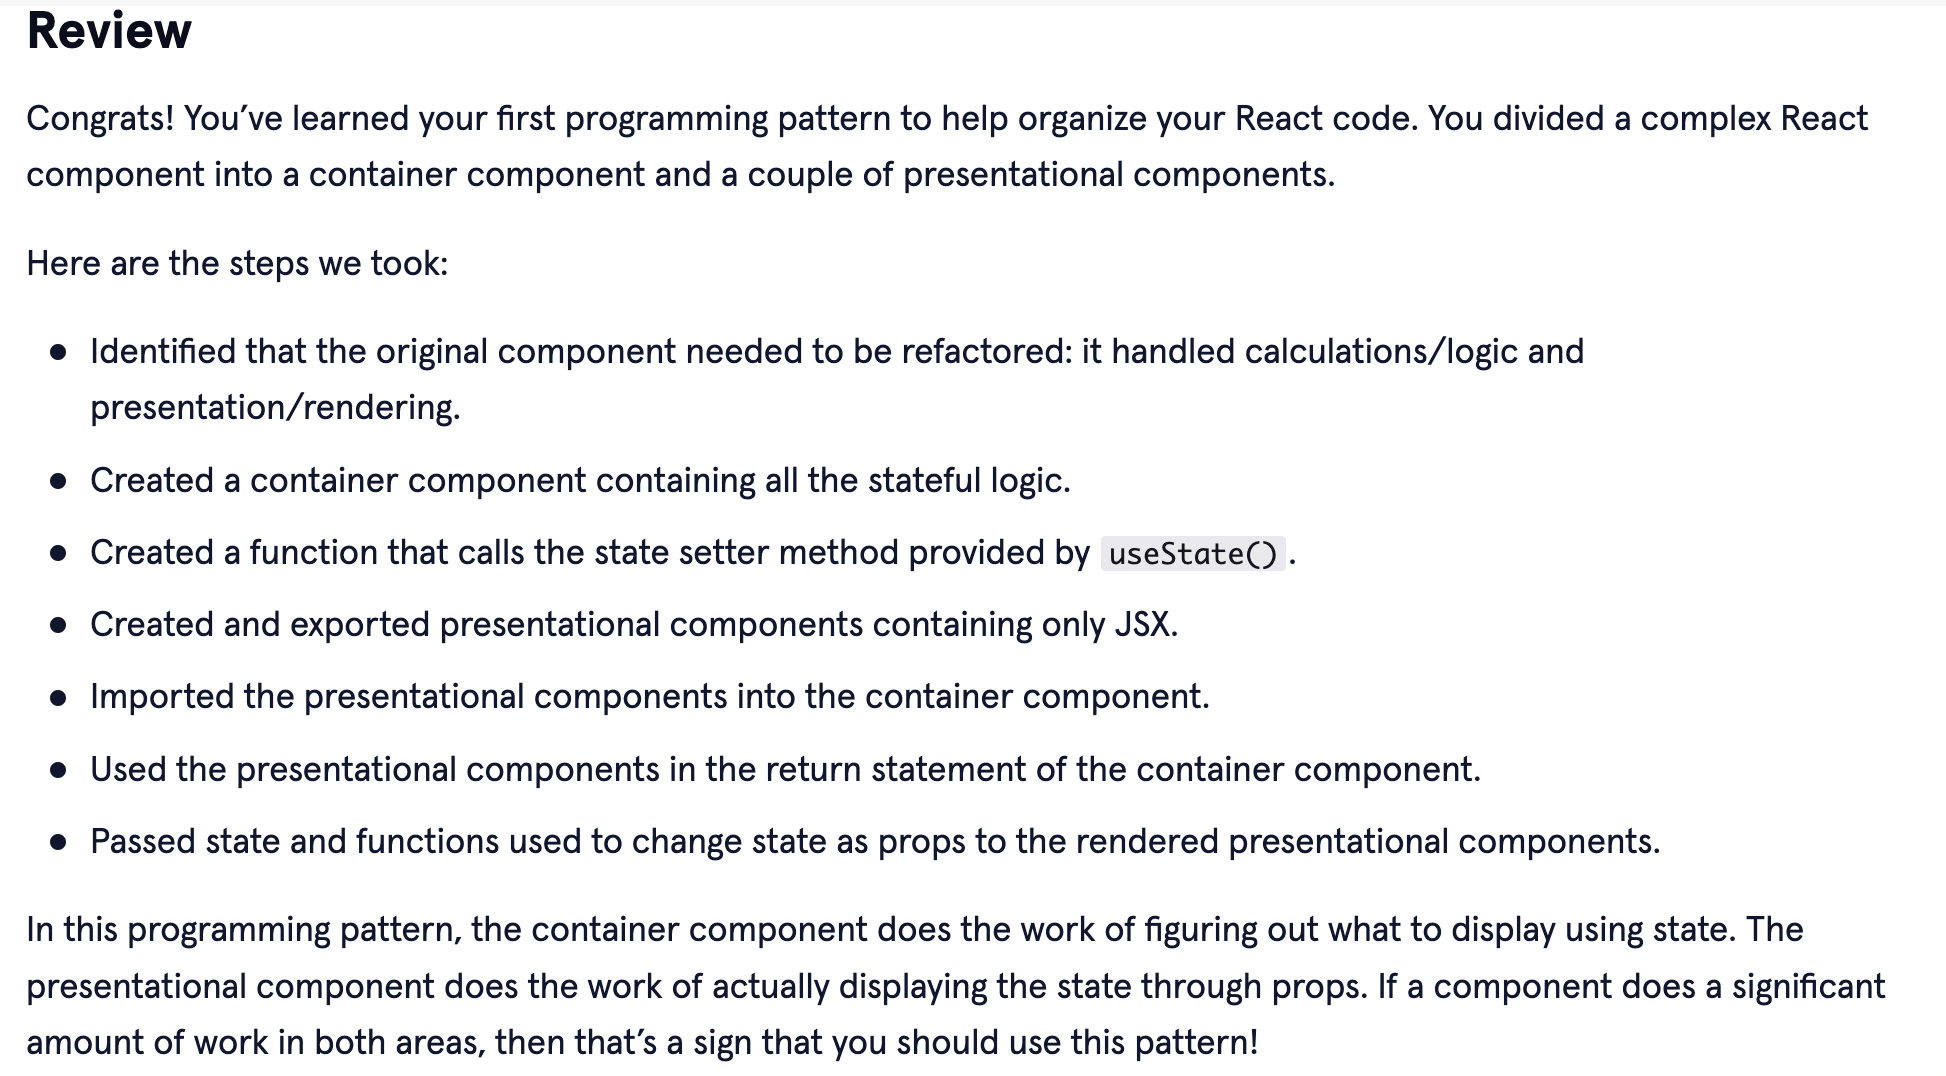 Review
Congrats! You’ve learned your first programming pattern to help organize your React code. You divided a complex React
component into a container component and a couple of presentational components.
Here are the steps we took:
● Identified that the original component needed to be refactored: it handled calculations/logic and
presentation/rendering.
● Created a container component containing all the stateful logic.
● Created a function that calls the state setter method provided by useState().
● Created and exported presentational components containing only JSX.
● Imported the presentational components into the container component.
● Used the presentational components in the return statement of the container component.
● Passed state and functions used to change state as props to the rendered presentational components.
In this programming pattern, the container component does the work of figuring out what to display using state. The
presentational component does the work of actually displaying the state through props. If a component does a significant
amount of work in both areas, then that’s a sign that you should use this pattern!